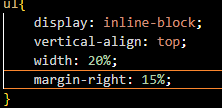 ul{
display: inline-block;
vertical-align: top;
width: 20%;
margin-right: 15%;
}